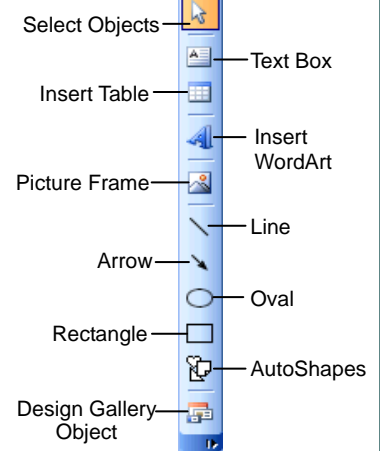 Select Objects
Text Box
Insert Table
Insert
WordArt
Picture Frame
Line
Arrow
Oval
Rectangle
AutoShapes
Design Gallery
Object